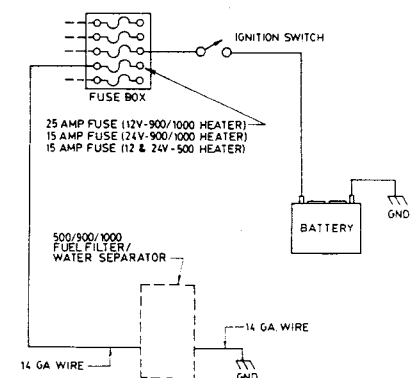 IGNITION SWITCH
FUSE BOX
25 AMP FUSE (12V-900/1000 HEATER)
15 AMP FUSE (24V-900/1000 HEATER)
15 AMP FUSE (12 & 24V-500 HEATER)
BATTERY
GND
500/900/1000
FUEL FILTER/
WATER SEPARATOR
14 GA. WIRE
14 GA WIRE
GND